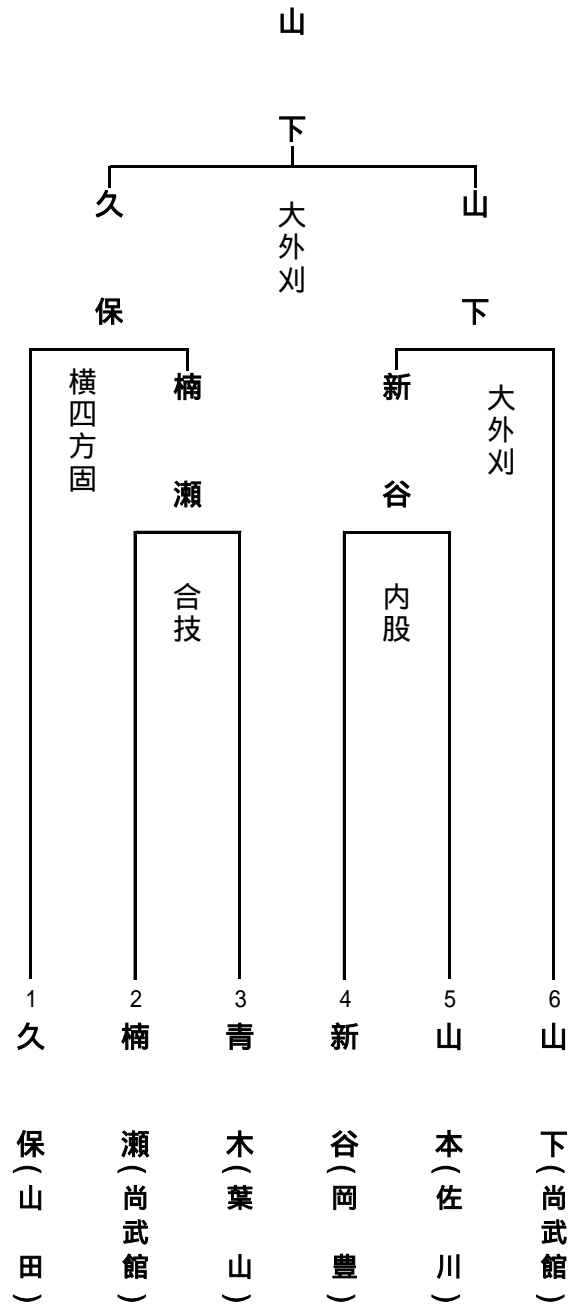 山下
久保
大外刈
山下
横四方固
楠瀬
新谷
大外刈
合技
内股
1
久保(山田)
2
楠瀬(尚武館)
3
青木(葉山)
4
新谷(岡豊)
5
山本(佐川)
6
山下(尚武館)